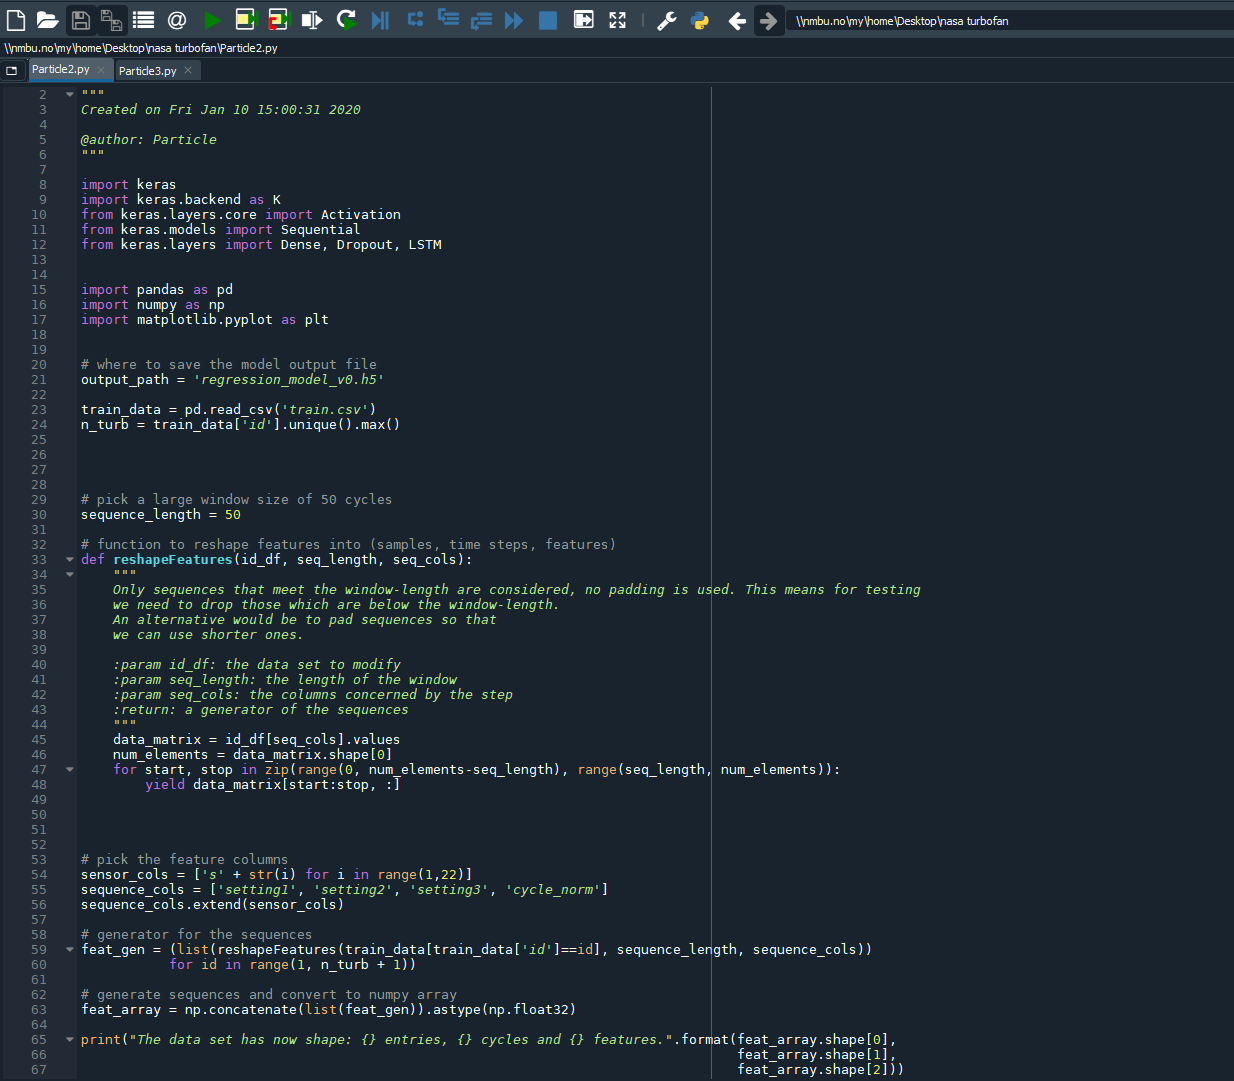 \\nmbu.no\my\home\Desktop\nasa turbofan
\\nmbu.no\my\home\Desktop\nasa turbofan\Particle2.py
Particle2.py Particle3.py
2 """
3 Created on Fri Jan 10 15:00:31 2020
4
5 @author: Particle
6 """
7
8 import keras
9 import keras.backend as K
10 from keras.layers.core import Activation
11 from keras.models import Sequential
12 from keras.layers import Dense, Dropout, LSTM
13
14
15 import pandas as pd
16 import numpy as np
17 import matplotlib.pyplot as plt
18
19
20 # where to save the model output file
21 output_path = 'regression_model_v0.h5'
22
23 train_data = pd.read_csv('train.csv')
24 n_turb = train_data['id'].unique().max()
25
26
27
28
29 # pick a large window size of 50 cycles
30 sequence_length = 50
31
32 # function to reshape features into (samples, time steps, features)
33 def reshapeFeatures(id_df, seq_length, seq_cols):
34     """
35     Only sequences that meet the window-length are considered, no padding is used. This means for testing
36     we need to drop those which are below the window-length.
37     An alternative would be to pad sequences so that
38     we can use shorter ones.
39
40     :param id_df: the data set to modify
41     :param seq_length: the length of the window
42     :param seq_cols: the columns concerned by the step
43     :return: a generator of the sequences
44     """
45     data_matrix = id_df[seq_cols].values
46     num_elements = data_matrix.shape[0]
47     for start, stop in zip(range(0, num_elements-seq_length), range(seq_length, num_elements)):
48         yield data_matrix[start:stop, :]
49
50
51
52
53 # pick the feature columns
54 sensor_cols = ['s' + str(i) for i in range(1,22)]
55 sequence_cols = ['setting1', 'setting2', 'setting3', 'cycle_norm']
56 sequence_cols.extend(sensor_cols)
57
58 # generator for the sequences
59 feat_gen = (list(reshapeFeatures(train_data[train_data['id']==id], sequence_length, sequence_cols))
60            for id in range(1, n_turb + 1))
61
62 # generate sequences and convert to numpy array
63 feat_array = np.concatenate(list(feat_gen)).astype(np.float32)
64
65 print("The data set has now shape: {} entries, {} cycles and {} features.".format(feat_array.shape[0],
66                                                                                   feat_array.shape[1],
67                                                                                   feat_array.shape[2]))